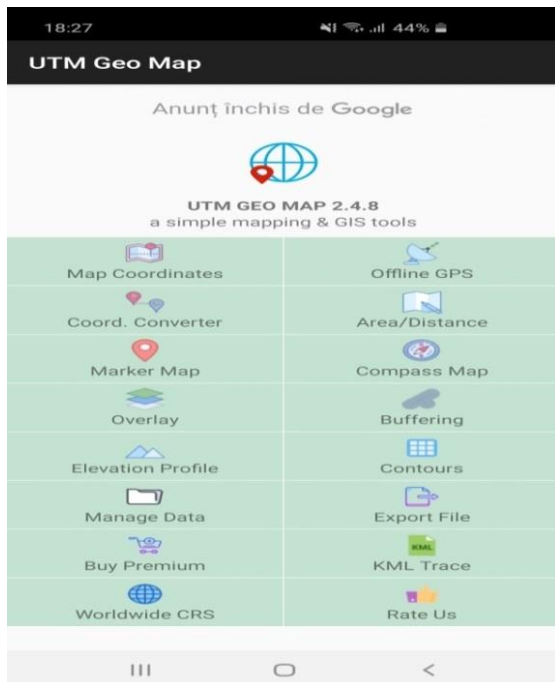 18:27 44%
UTM Geo Map
Anunț închis de Google
UTM GEO MAP 2.4.8
a simple mapping & GIS tools
Map Coordinates
Offline GPS
Coord. Converter
Area/Distance
Marker Map
Compass Map
Overlay
Buffering
Elevation Profile
Contours
Manage Data
Export File
KML
Buy Premium
KML Trace
Worldwide CRS
Rate Us